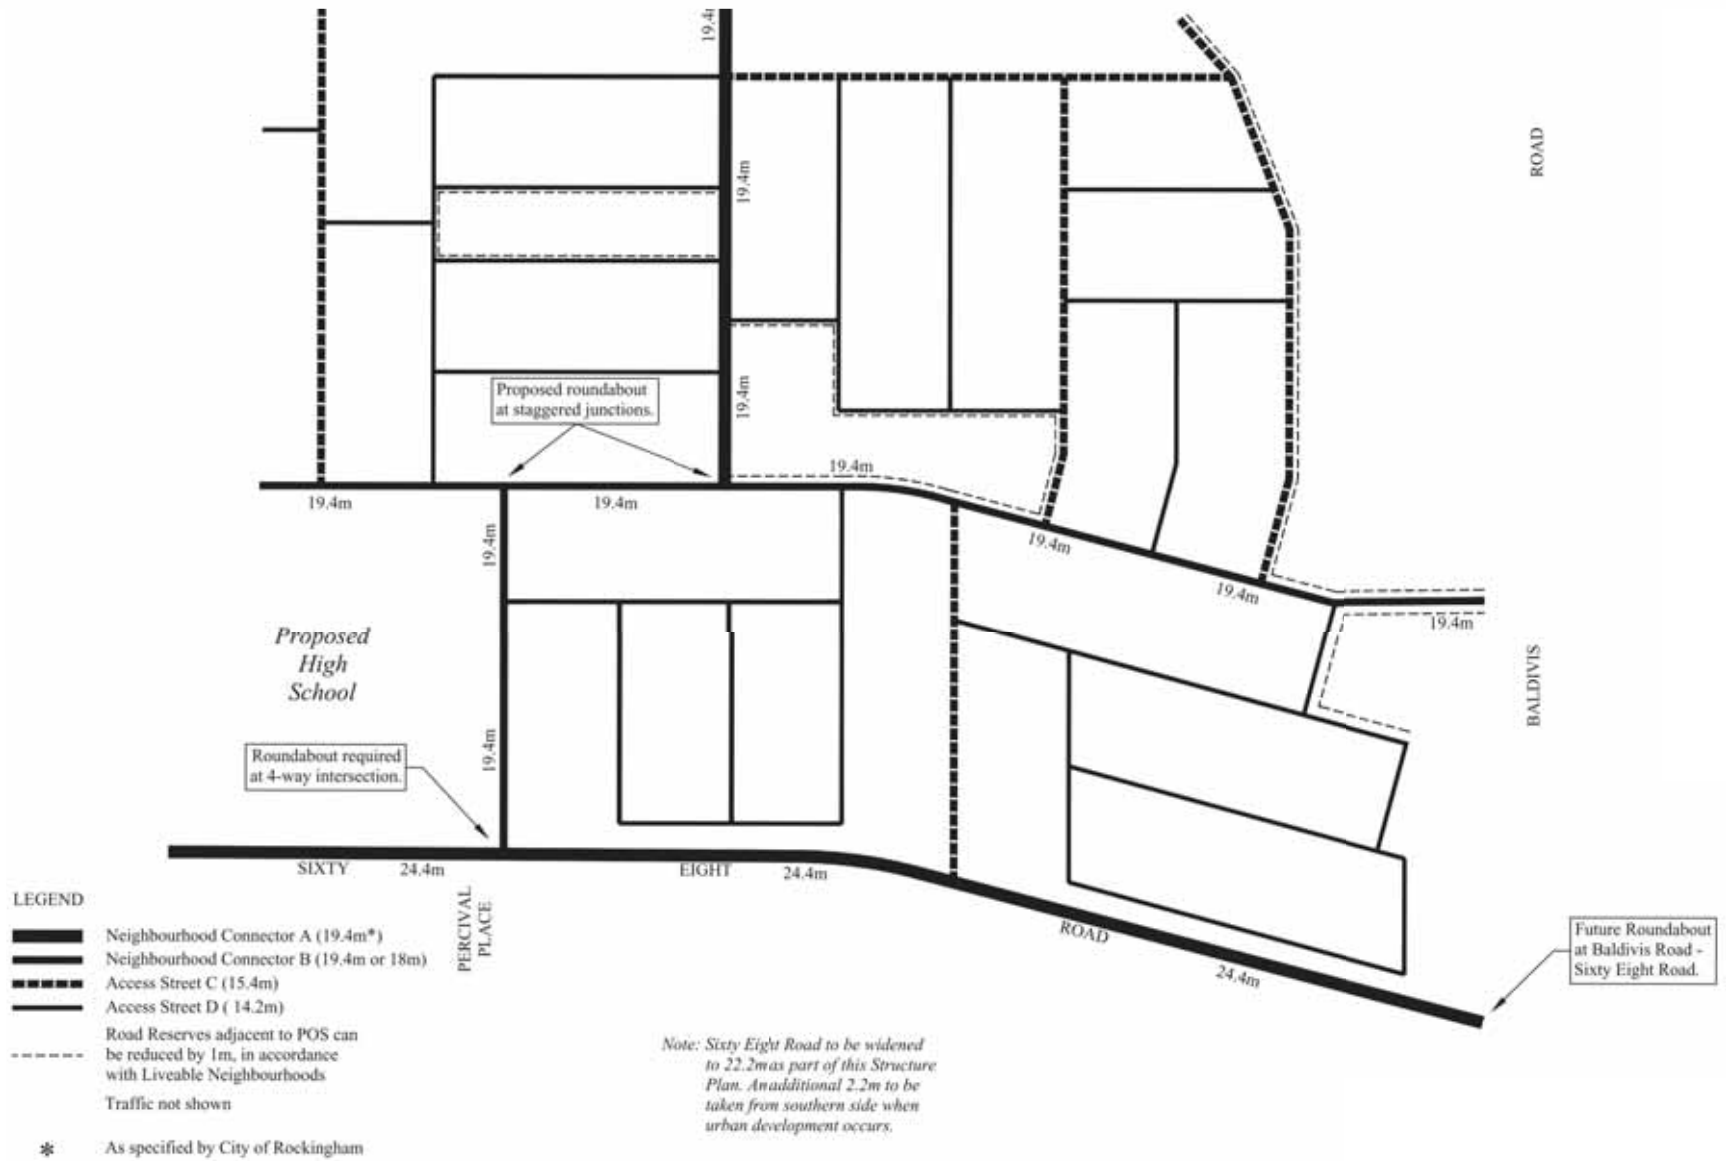 19.4m
ROAD
19.4m
Proposed roundabout
at staggered junctions.
19.4m
19.4m
19.4m
19.4m
19.4m
19.4m
19.4m
19.4m
Proposed
High
School
BALDIVIS
Roundabout required
at 4-way intersection.
19.4m
SIXTY
24.4m
EIGHT
24.4m
PERCIVAL
PLACE
ROAD
24.4m
Future Roundabout
at Baldivis Road -
Sixty Eight Road.
LEGEND
Neighbourhood Connector A (19.4m*)
Neighbourhood Connector B (19.4m or 18m)
Access Street C (15.4m)
Access Street D ( 14.2m)
Road Reserves adjacent to POS can
be reduced by 1m, in accordance
with Liveable Neighbourhoods
Traffic not shown
* As specified by City of Rockingham
Note: Sixty Eight Road to be widened
to 22.2mas part of this Structure
Plan. Anadditional 2.2m to be
taken from southern side when
urban development occurs.